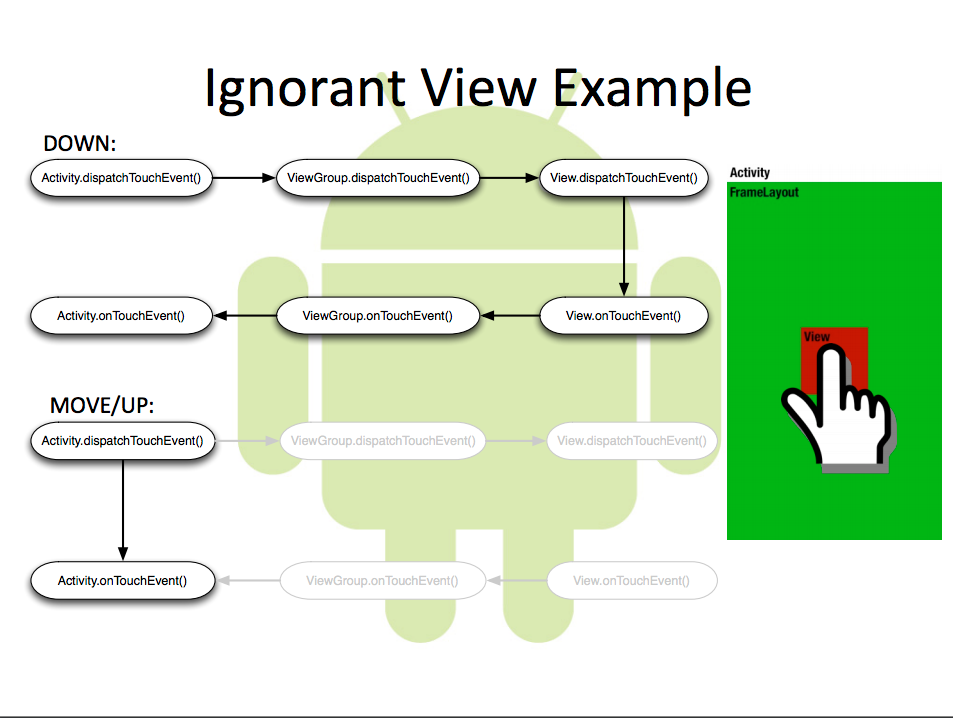 Ignorant View Example
DOWN:
Activity.dispatchTouchEvent()
ViewGroup.dispatchTouchEvent()
View.dispatchTouchEvent()
Activity.onTouchEvent()
ViewGroup.onTouchEvent()
View.onTouchEvent()
MOVE/UP:
Activity.dispatchTouchEvent()
ViewGroup.dispatchTouchEvent()
View.dispatchTouchEvent()
Activity.onTouchEvent()
ViewGroup.onTouchEvent()
View.onTouchEvent()
Activity
FrameLayout
View